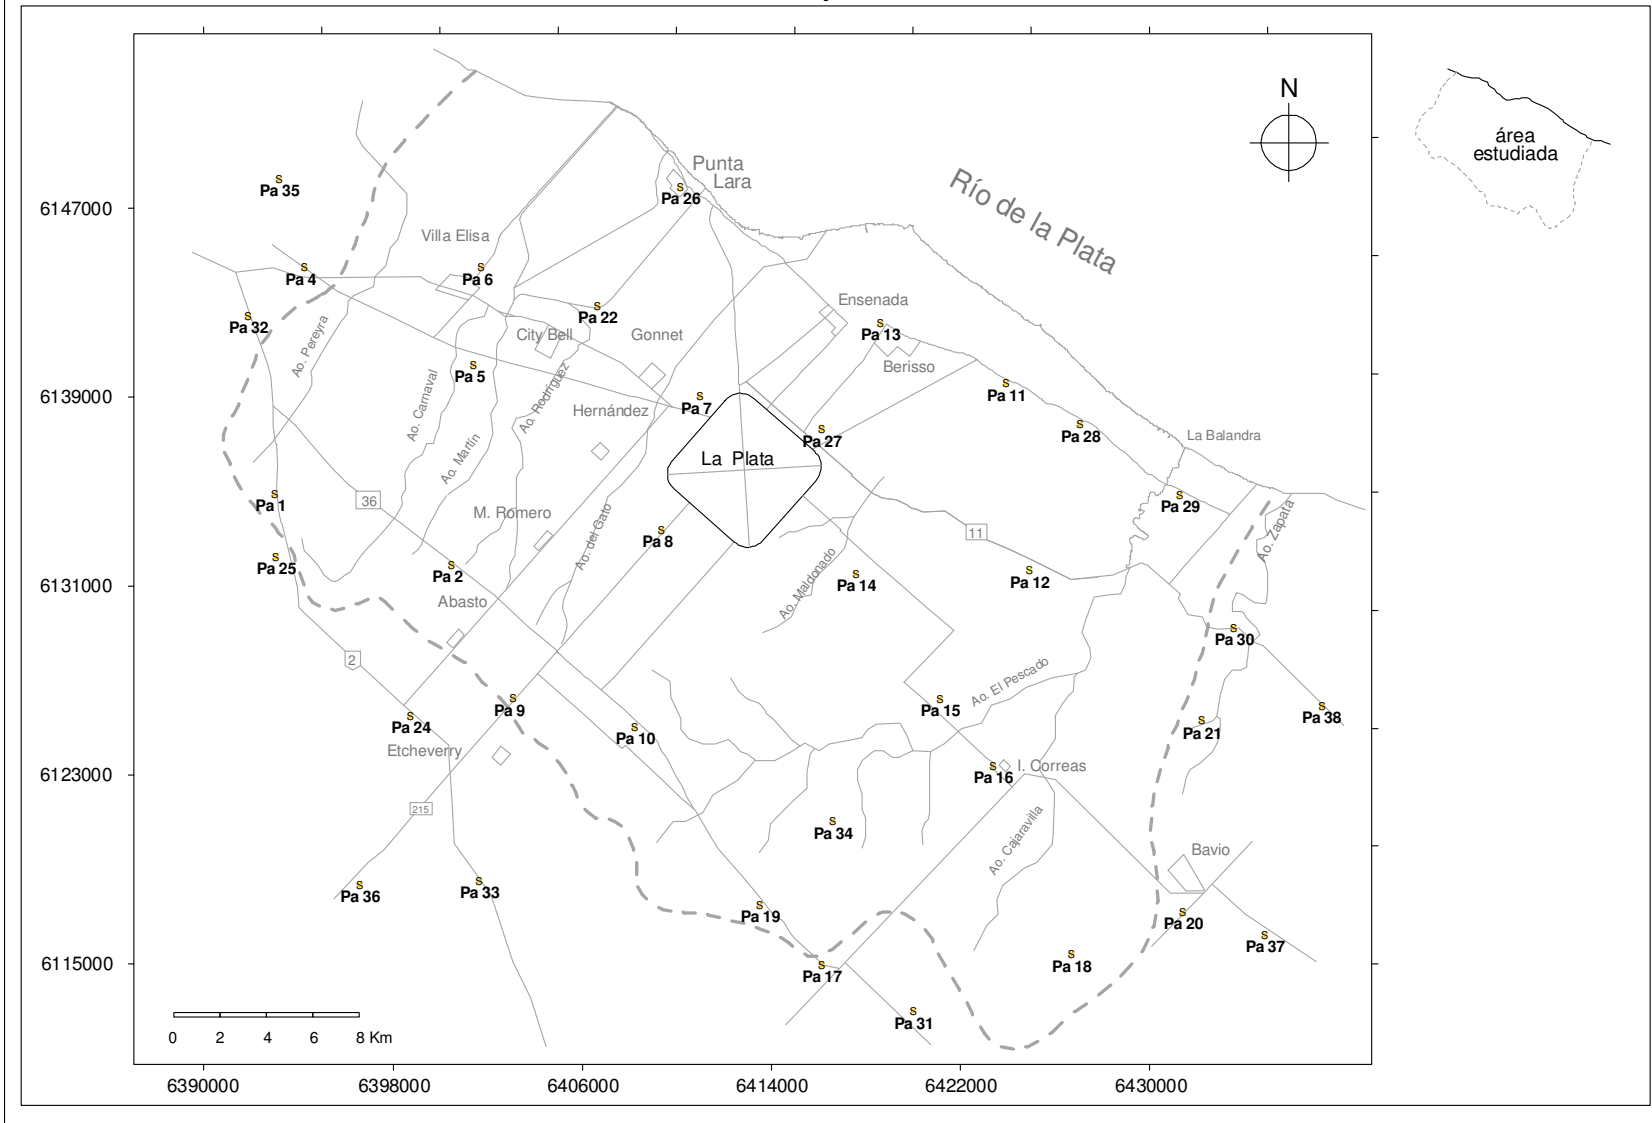 N
área
estudiada
Punta
Lara
Río de la Plata
Pa 35
Pa 26
6147000
Villa Elisa
Pa 4
Pa 6
Ensenada
Pa 32
Pa 22
Pa 13
City Bell
Gonnet
Ao. Pereyra
Berisso
Pa 5
6139000
Pa 7
Pa 11
Ao. Carnaval
Ao. Rodríguez
Hernández
Pa 27
Pa 28
La Balandra
Ao. Martín
La Plata
Pa 1
36
Pa 29
M. Romero
Ao. del Gato
Pa 8
11
Ao. Zapata
Pa 25
Pa 2
6131000
Ao. Maldonado
Pa 14
Pa 12
Abasto
Pa 30
2
Ao. El Pescado
Pa 9
Pa 15
Pa 38
Pa 24
Pa 10
Pa 21
Etcheverry
6123000
Pa 16
I. Correas
215
Pa 34
Ao. Cajaravilla
Bavio
Pa 36
Pa 33
Pa 19
Pa 20
Pa 37
6115000
Pa 17
Pa 18
Pa 31
0 2 4 6 8 Km
6390000 6398000 6406000 6414000 6422000 6430000